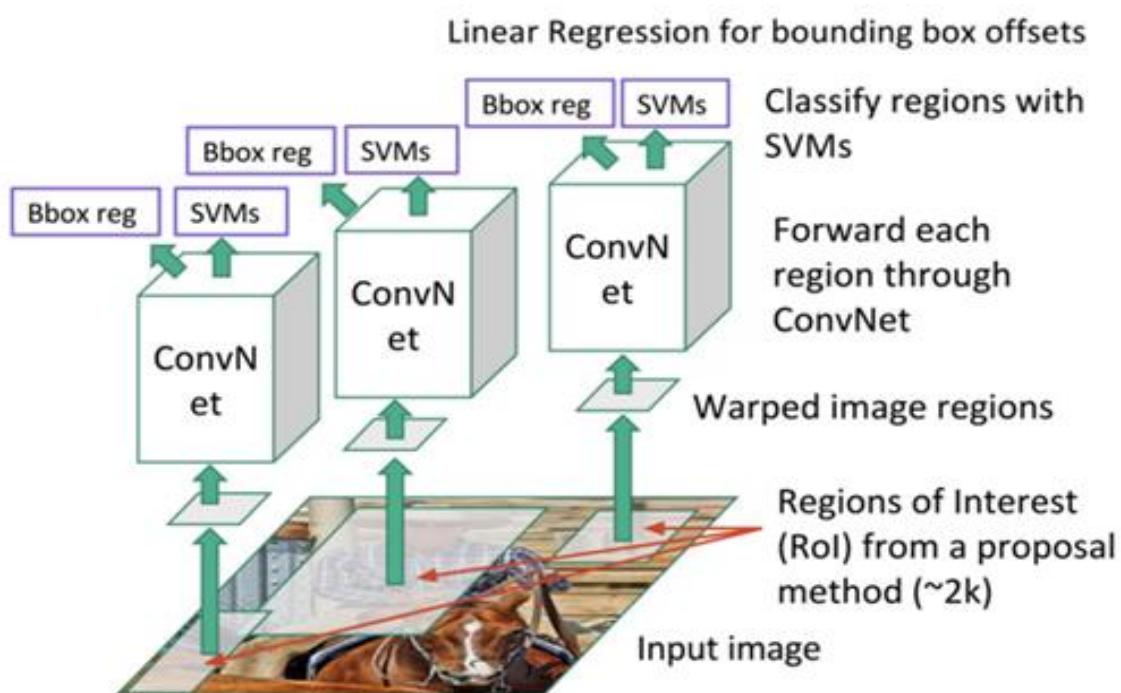 Linear Regression for bounding box offsets
Bbox reg
SVMs
Classify regions with
SVMs
Bbox reg
SVMs
Bbox reg
SVMs
ConvN
et
Forward each
region through
ConvNet
ConvN
et
ConvN
et
Warped image regions
Regions of Interest
(RoI) from a proposal
method (~2k)
Input image